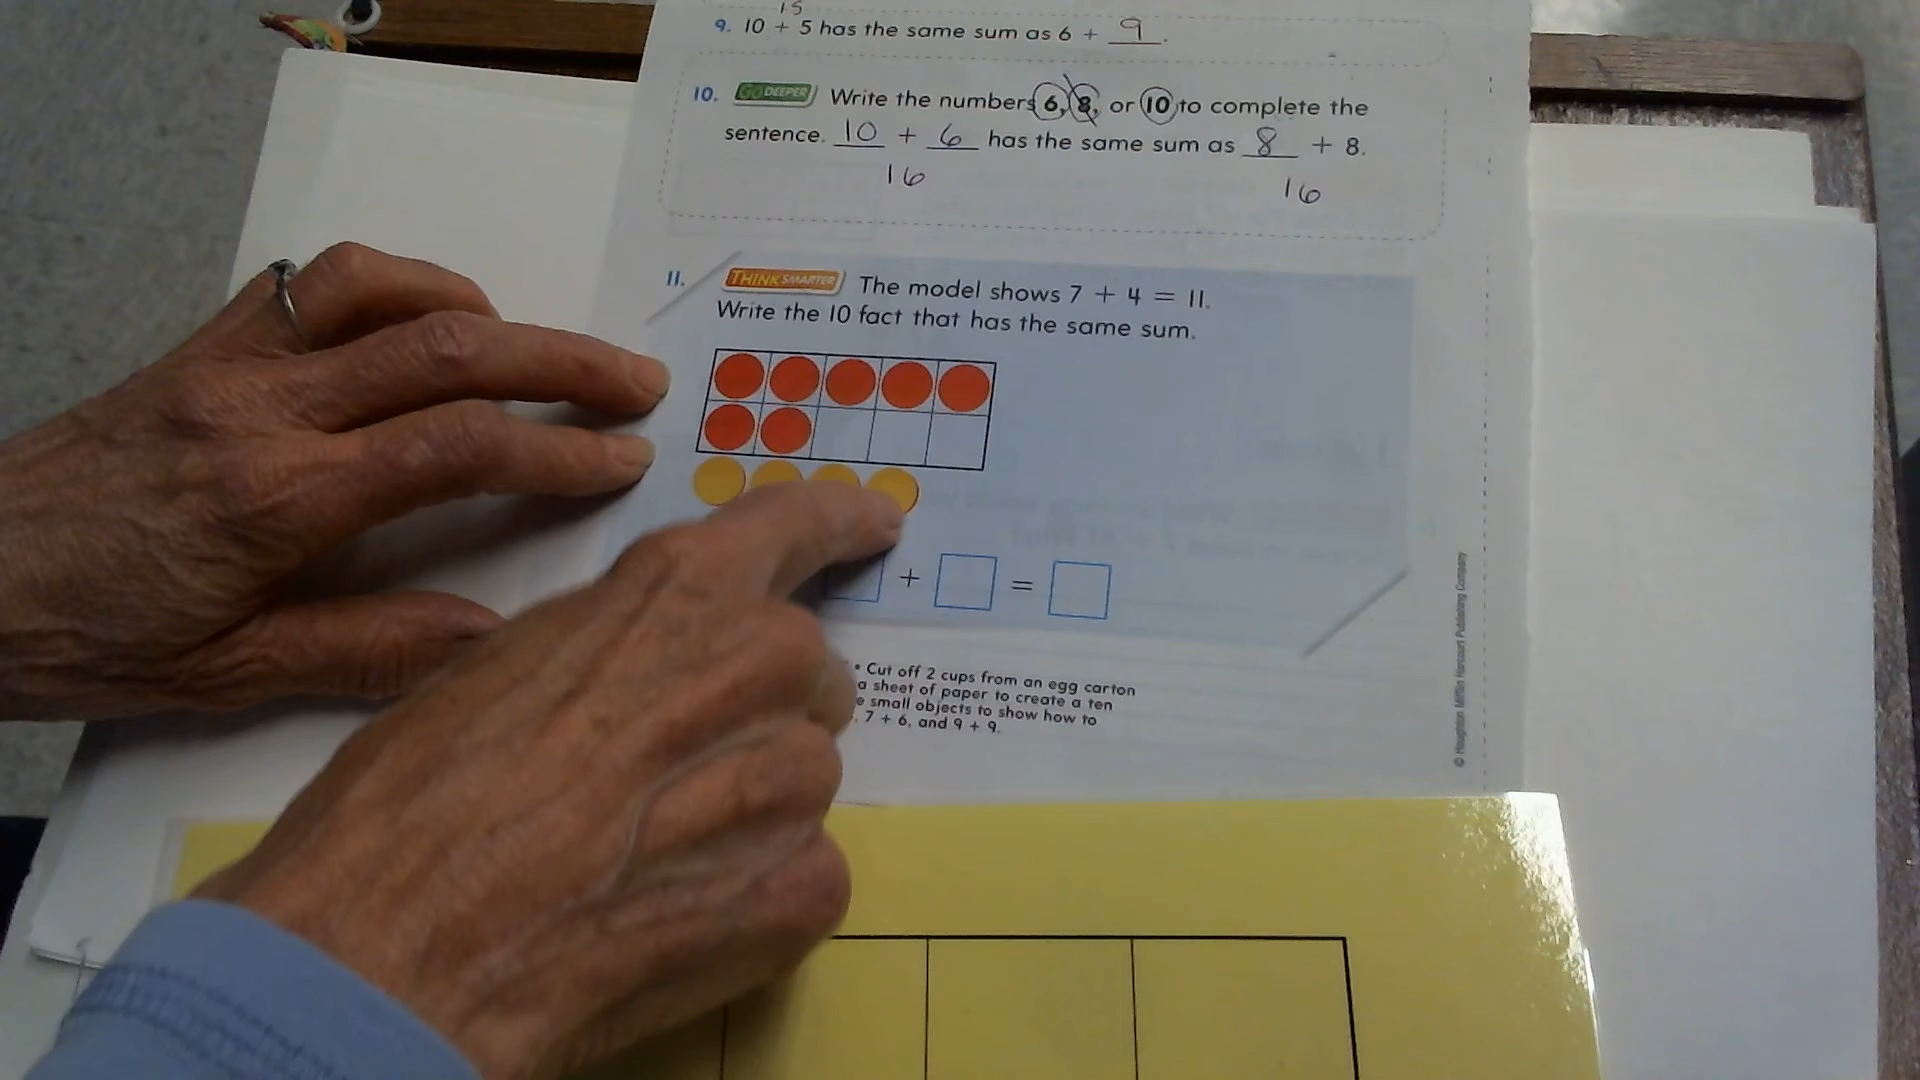 15
9. 10 + 5 has the same sum as 6 + 9.
10. GO DEEPER Write the numbers 6, 8, or 10 to complete the
sentence. 10 + 6 has the same sum as 8 + 8.
16 16
11. THINK SMARTER The model shows 7 + 4 = 11.
Write the 10 fact that has the same sum.
+ =
• Cut off 2 cups from an egg carton
a sheet of paper to create a ten
small objects to show how to
7 + 6, and 9 + 9.
© Houghton Mifflin Harcourt Publishing Company